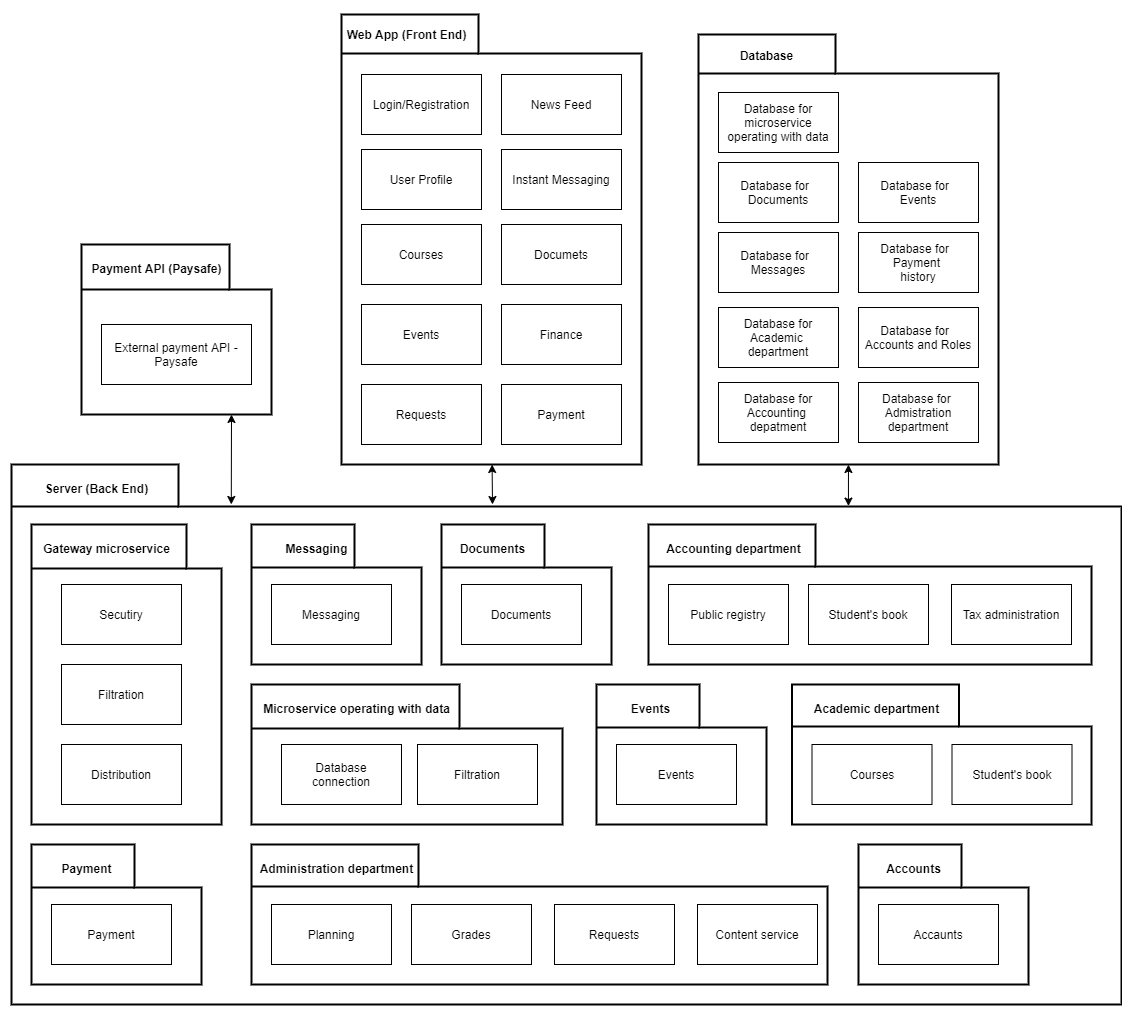 Web App (Front End)
Login/Registration
News Feed
User Profile
Instant Messaging
Courses
Documets
Events
Finance
Requests
Payment
Database
Database for
microservice
operating with data
Database for
Documents
Database for
Events
Database for
Messages
Database for
Payment
history
Database for
Academic
department
Database for
Accounts and Roles
Database for
Accounting
depatment
Database for
Admistration
department
Payment API (Paysafe)
External payment API -
Paysafe
Server (Back End)
Gateway microservice
Secutiry
Filtration
Distribution
Messaging
Messaging
Documents
Documents
Accounting department
Public registry
Student's book
Tax administration
Microservice operating with data
Database
connection
Filtration
Events
Events
Academic department
Courses
Student's book
Payment
Payment
Administration department
Planning
Grades
Requests
Content service
Accounts
Accaunts